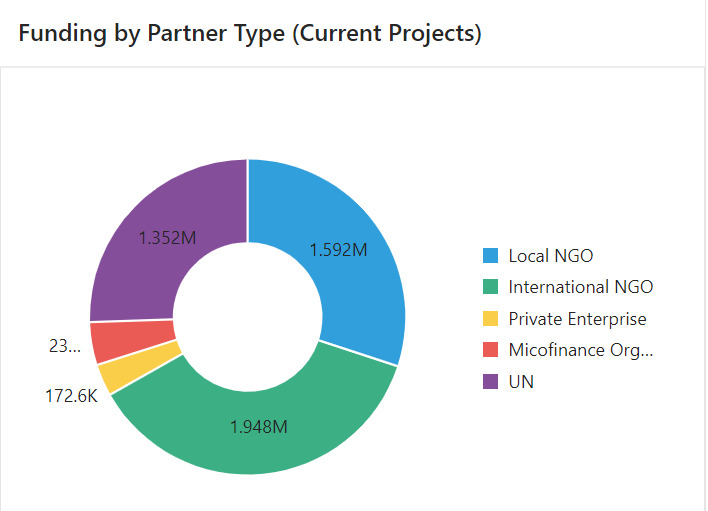 Funding by Partner Type (Current Projects)
1.352M
1.592M
23...
172.6K
1.948M
Local NGO
International NGO
Private Enterprise
Micofinance Org...
UN